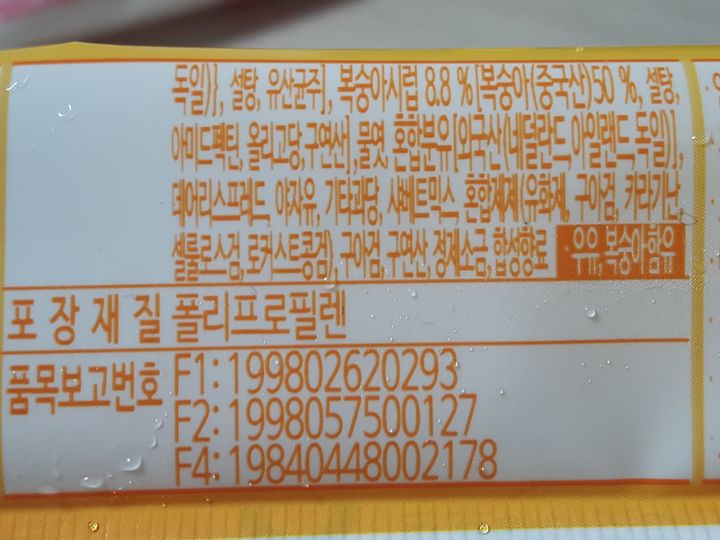 독일)}, 설탕, 유산균주], 복숭아시럽 8.8 %[복숭아(중국산)50 %, 설탕,
아미드펙틴, 올리고당,구연산], 물엿, 혼합분유[외국산(네덜란드, 아일랜드, 독일)],
데어리스프레드, 야자유, 기타과당, 샤베트믹스, 혼합제제(유화제, 구아검, 카라기난,
셀룰로스검, 로커스트콩검), 구아검, 구연산, 정제소금, 합성향료 우유, 복숭아 함유
포장재질 폴리프로필렌
품목보고번호 F1: 199802620293
F2: 1998057500127
F4: 19840448002178